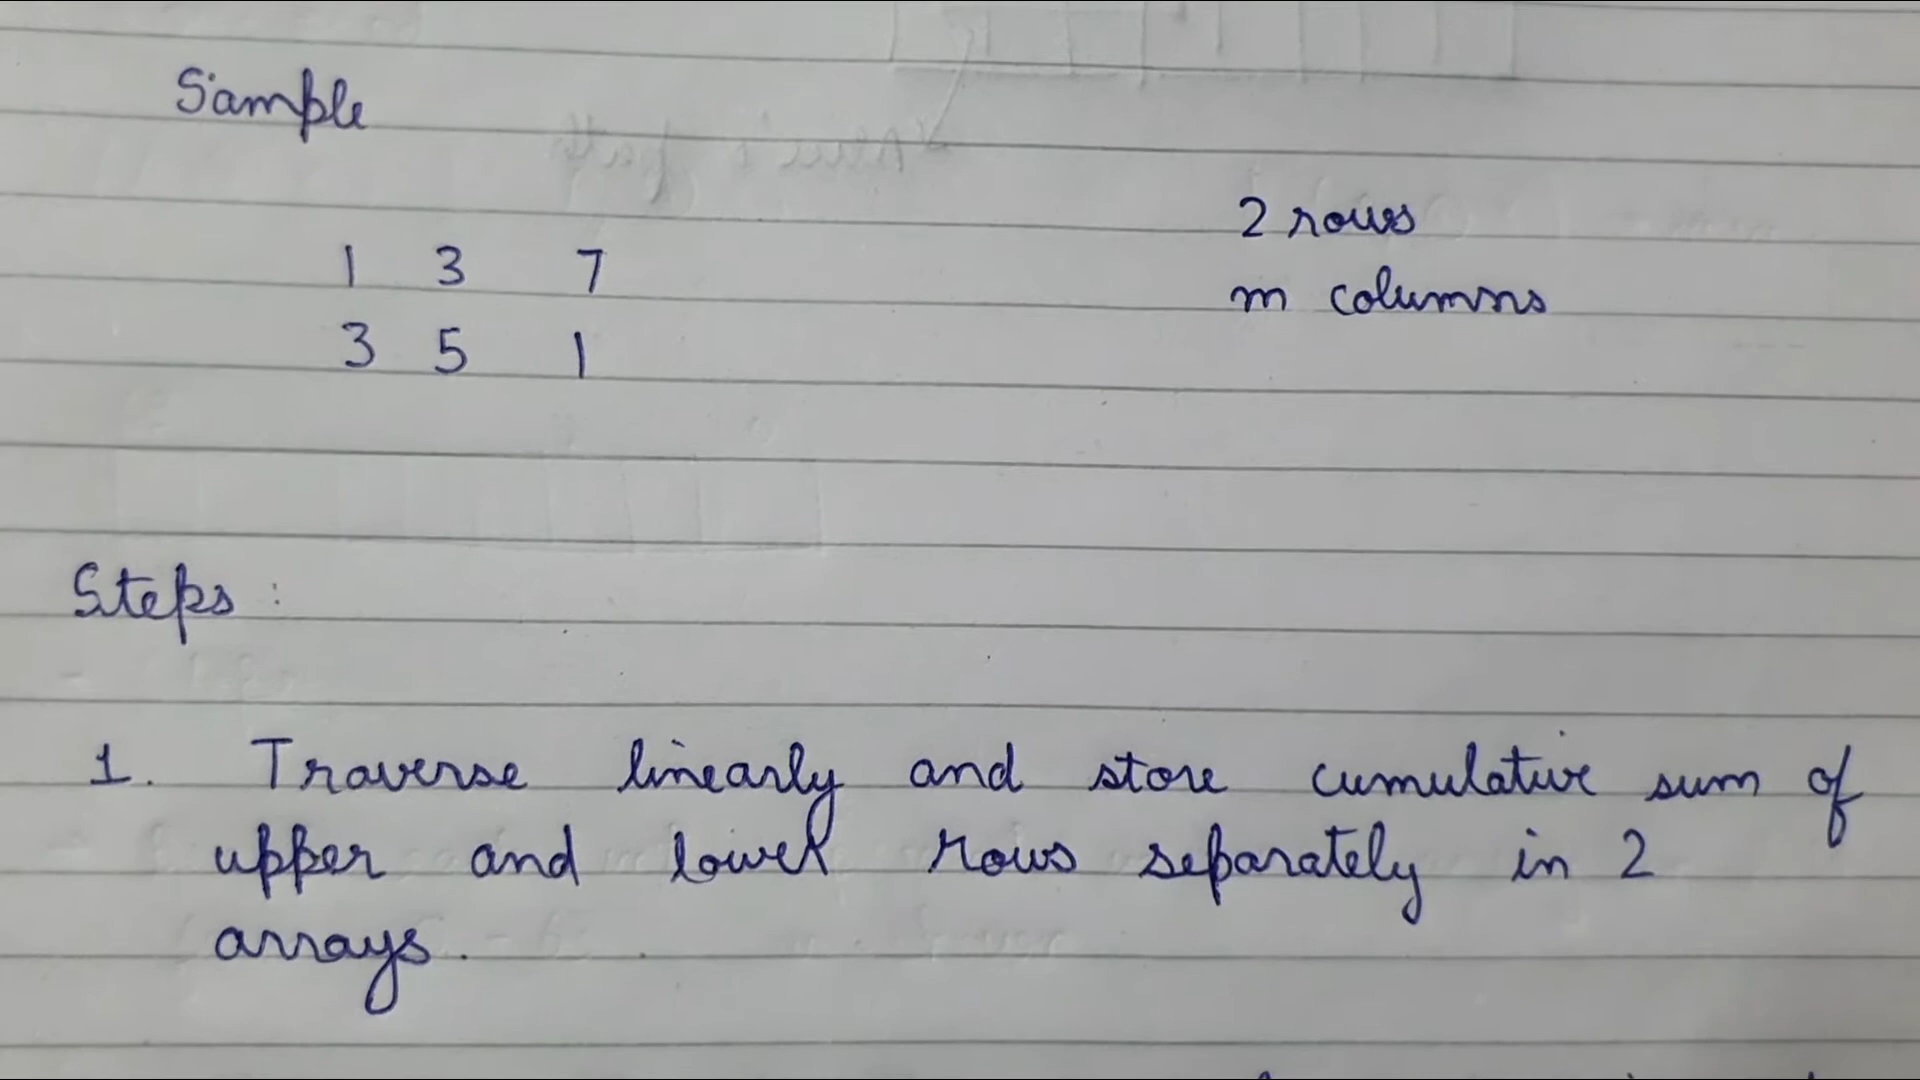 Sample
2 rows
1 3 7
m columns
3 5 1
Steps :
1. Traverse linearly and store cumulative sum of
upper and lower rows separately in 2
arrays.